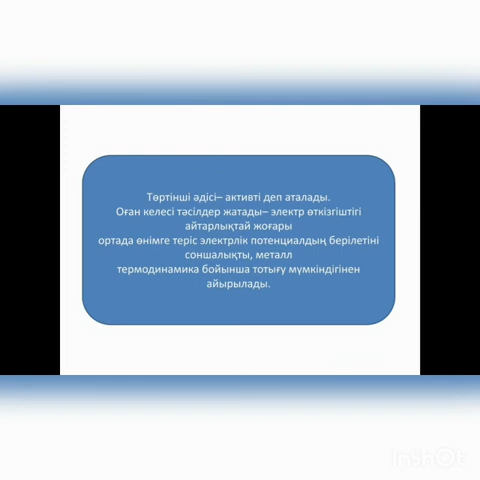 Төртінші әдісі– активті деп аталады.
Оған келесі тәсілдер жатады– электр өткізгіштігі
айтарлықтай жоғары
ортада өнімге теріс электрлік потенциалдың берілетіні
соншалықты, металл
термодинамика бойынша тотығу мүмкіндігінен
айырылады.
InShOt